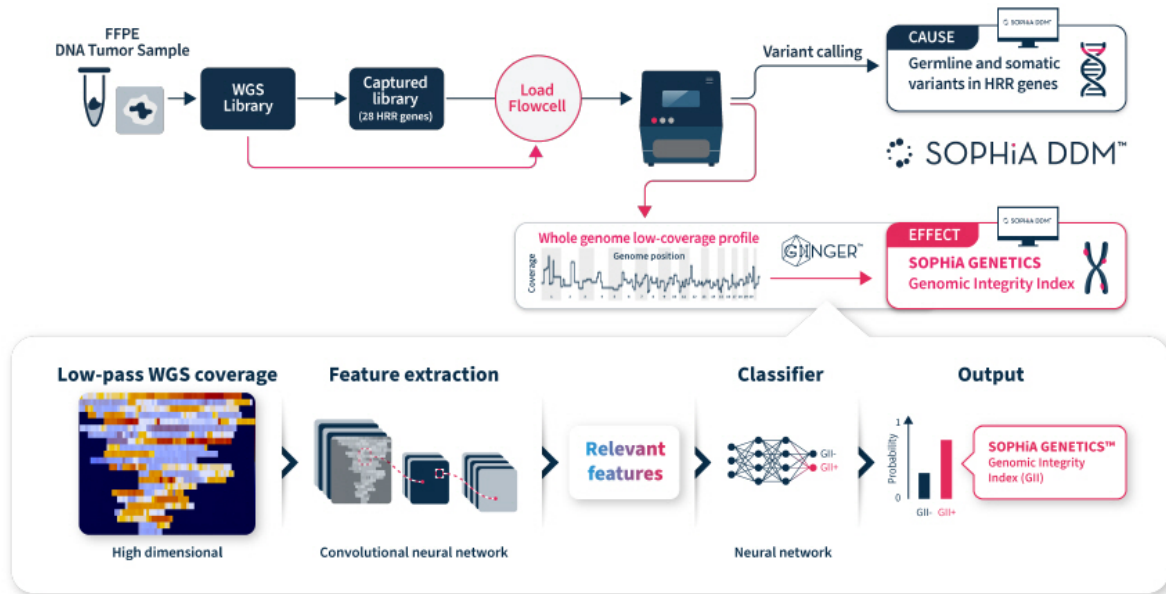 FFPE
DNA Tumor Sample
WGS
Library
Captured
library
(28 HRR genes)
Load
Flowcell
Variant calling
SOPHiA DDM™
CAUSE
Germline and somatic
variants in HRR genes
SOPHiA DDM™
Whole genome low-coverage profile
Coverage
Genome position
GIInger™
SOPHiA DDM™
EFFECT
SOPHiA GENETICS
Genomic Integrity Index
Low-pass WGS coverage
High dimensional
Feature extraction
Convolutional neural network
Relevant
features
Classifier
GII-
GII+
Neural network
Output
Probability
1
0
GII-
GII+
SOPHiA GENETICS™
Genomic Integrity
Index (GII)